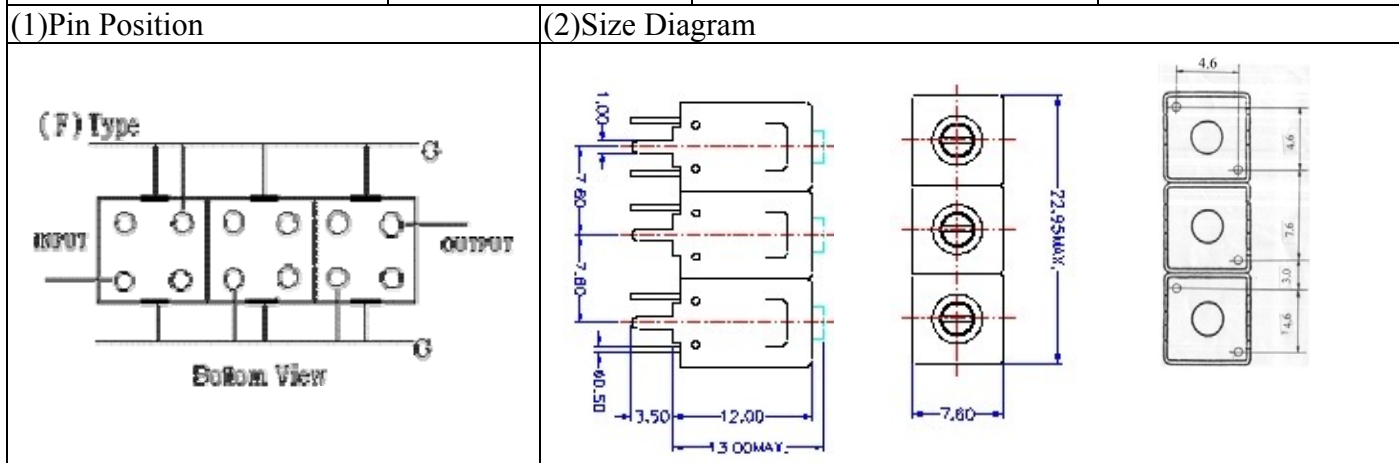 (1)Pin Position
(2)Size Diagram
(F) Type
G
INPUT
OUTPUT
G
Bottom View
1.00
7.60
7.60
Ø0.50
3.50
12.00
13.00MAX.
22.95MAX.
7.60
4.6
4.6
7.6
3.0
4.6